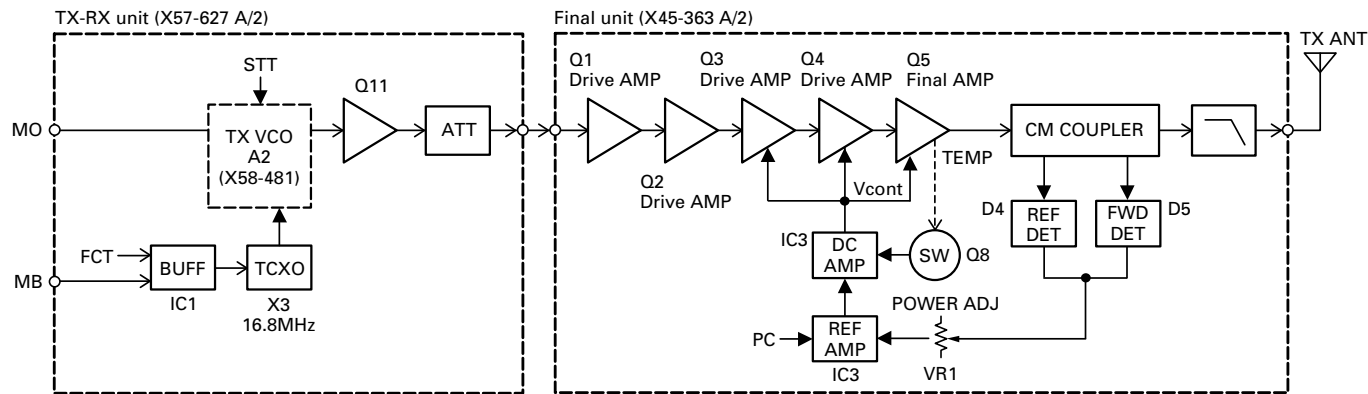 TX-RX unit (X57-627 A/2)
Final unit (X45-363 A/2)
TX ANT
STT
Q11
Q1
Drive AMP
Q3
Drive AMP
Q4
Drive AMP
Q5
Final AMP
MO
TX VCO
A2
(X58-481)
ATT
CM COUPLER
TEMP
Q2
Drive AMP
Vcont
D4
REF
DET
FWD
DET
D5
IC3
DC
AMP
SW
Q8
FCT
MB
BUFF
IC1
TCXO
X3
16.8MHz
POWER ADJ
PC
REF
AMP
IC3
VR1